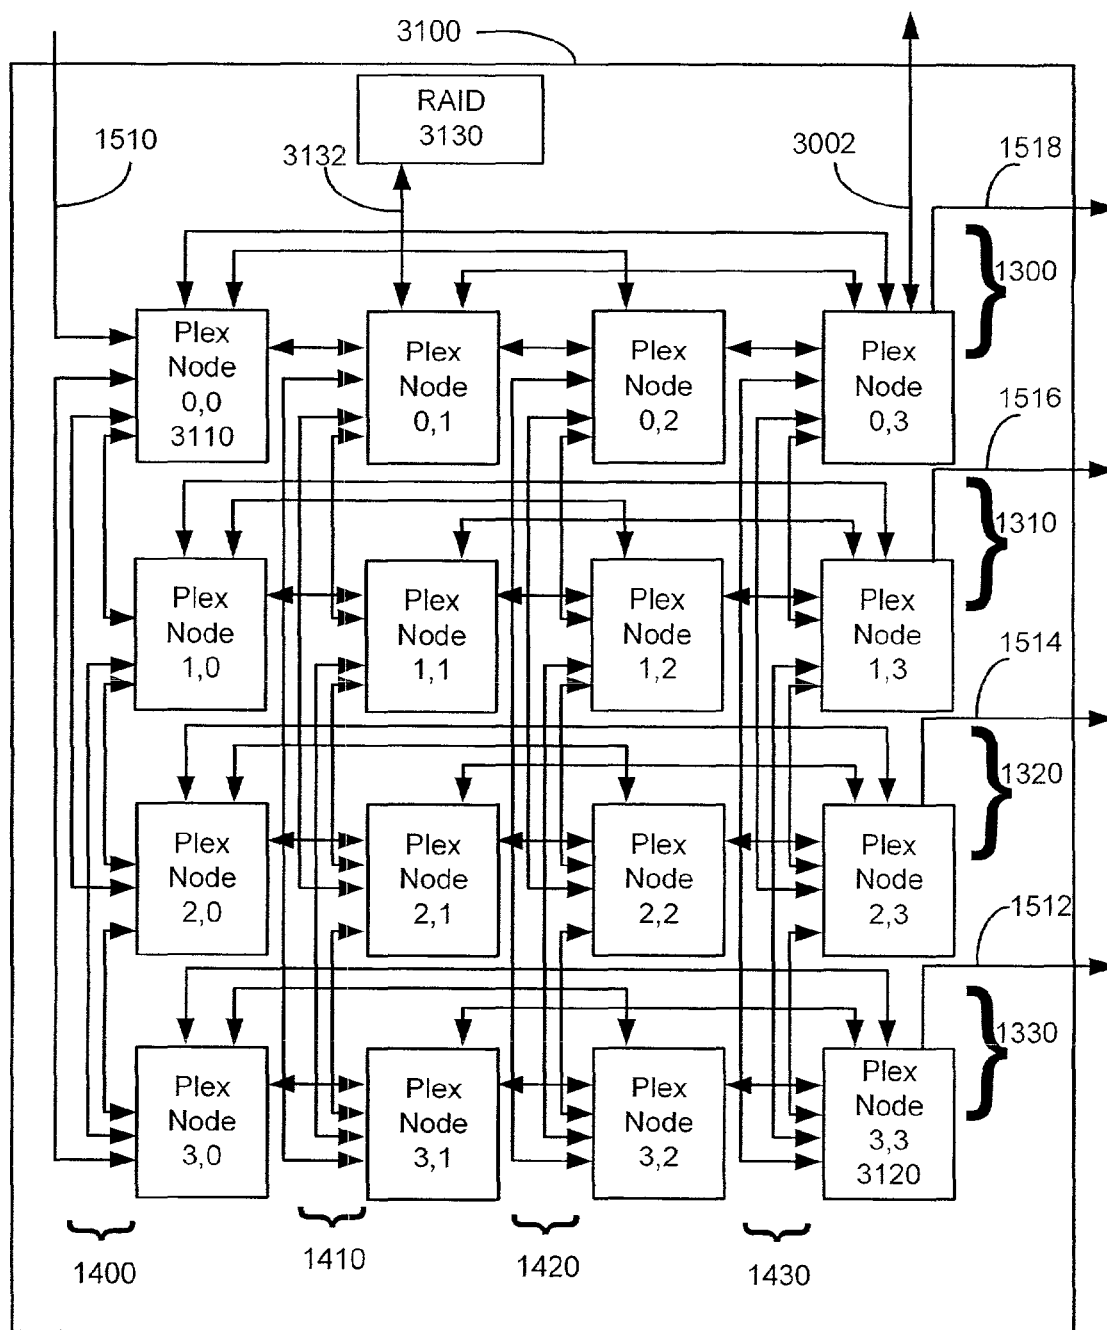 3100
RAID
3130
1510
3132
3002
1518
1300
Plex
Node
0,0
3110
Plex
Node
0,1
Plex
Node
0,2
Plex
Node
0,3
1516
1310
Plex
Node
1,0
Plex
Node
1,1
Plex
Node
1,2
Plex
Node
1,3
1514
1320
Plex
Node
2,0
Plex
Node
2,1
Plex
Node
2,2
Plex
Node
2,3
1512
1330
Plex
Node
3,0
Plex
Node
3,1
Plex
Node
3,2
Plex
Node
3,3
3120
1400
1410
1420
1430